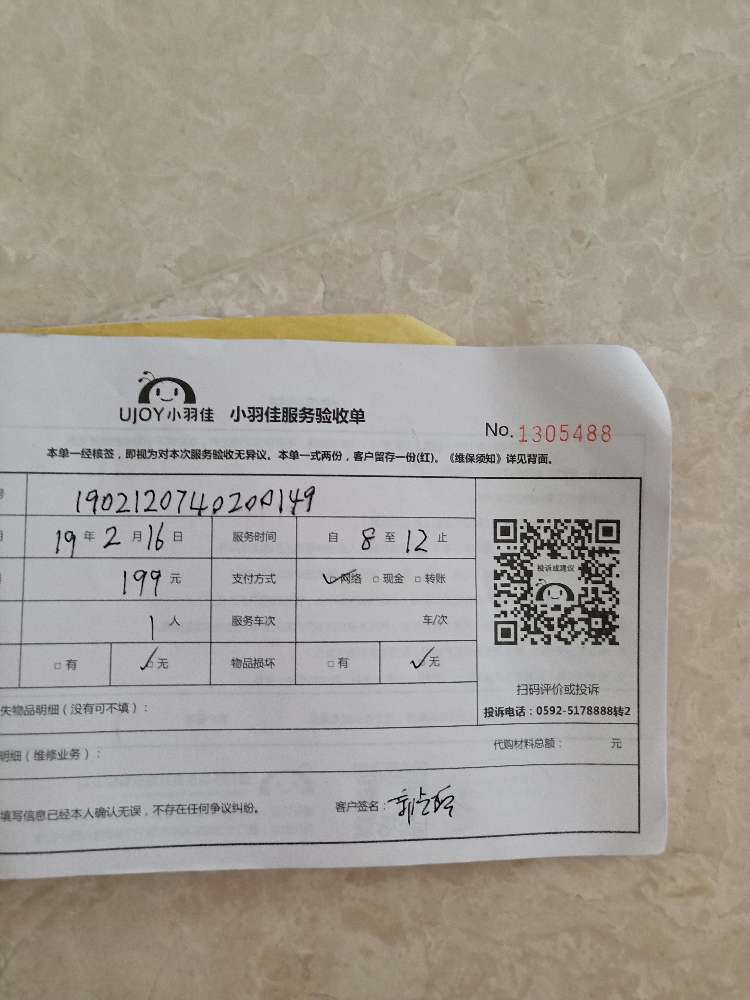 UJOY小羽佳 小羽佳服务验收单
No. 1305488
本单一经核签，即视为对本次服务验收无异议。本单一式两份，客户留存一份(红)。《维保须知》详见背面。
号 1902120740200149
19 年 2 月 16 日 服务时间 自 8 至 12 止
199 元 支付方式 ☑网络 □现金 □转账
1 人 服务车次 车/次
□有 ☑无 物品损坏 □有 ☑无
投诉或建议
扫码评价或投诉
投诉电话：0592-5178888转2
失物品明细（没有可不填）：
明细（维修业务）： 代购材料总额： 元
填写信息已经本人确认无误，不存在任何争议纠纷。 客户签名：